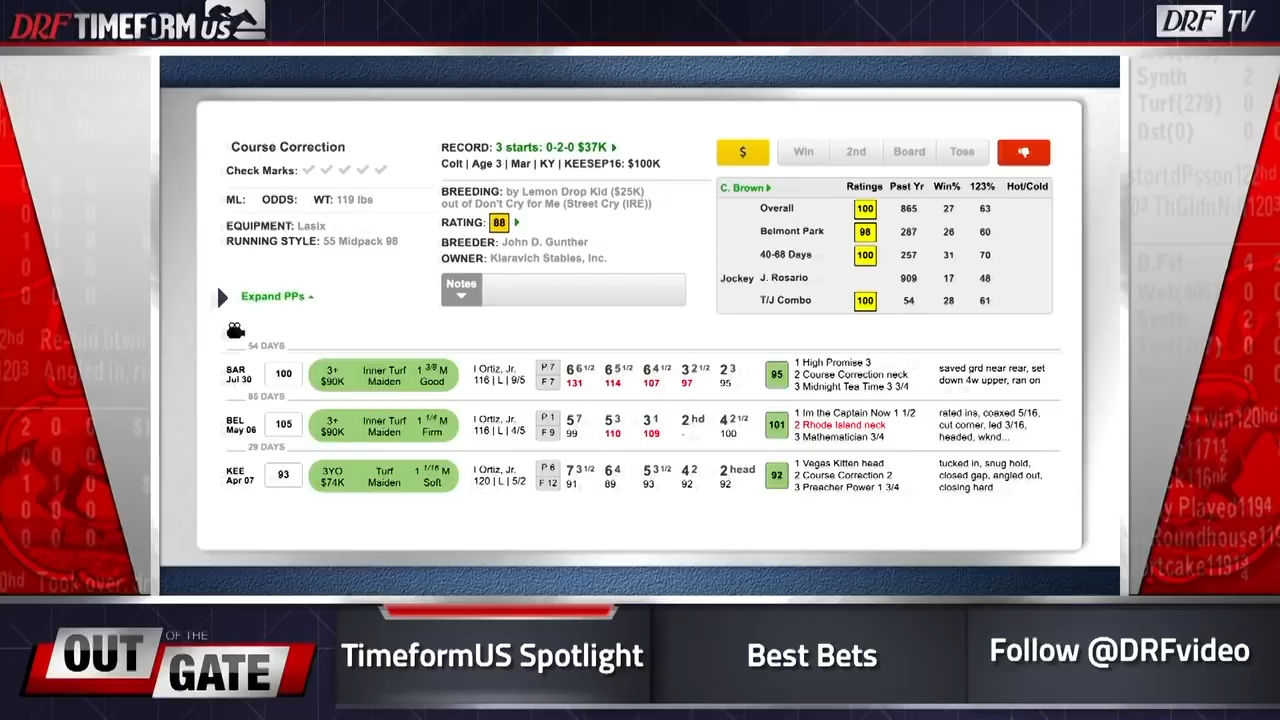 DRF TIMEFORM US
DRF TV
Course Correction
Check Marks:
ML: ODDS: WT: 119 lbs
EQUIPMENT: Lasix
RUNNING STYLE: 55 Midpack 98
Expand PPs
RECORD: 3 starts: 0-2-0 $37K
Colt | Age 3 | Mar | KY | KEESEP16: $100K
BREEDING: by Lemon Drop Kid ($25K)
out of Don't Cry for Me (Street Cry (IRE))
RATING: 88
BREEDER: John D. Gunther
OWNER: Klaravich Stables, Inc.
Notes
$ Win 2nd Board Toss
C. Brown Ratings Past Yr Win% 123% Hot/Cold
Overall 100 865 27 63
Belmont Park 98 287 26 60
40-68 Days 100 257 31 70
Jockey J. Rosario 909 17 48
T/J Combo 100 54 28 61
54 DAYS
SAR 100 3+ Inner Turf 1 3/8 M I Ortiz, Jr. P 7 6 6 1/2 6 5 1/2 6 4 1/2 3 2 1/2 2 3 95 1 High Promise 3 saved grd near rear, set
Jul 30 $90K Maiden Good 116 | L | 9/5 F 7 131 114 107 97 95 2 Course Correction neck down 4w upper, ran on
3 Midnight Tea Time 3 3/4
85 DAYS
BEL 105 3+ Inner Turf 1 1/4 M I Ortiz, Jr. P 1 5 7 5 3 3 1 2 hd 4 2 1/2 101 1 Im the Captain Now 1 1/2 rated ins, coaxed 5/16,
May 06 $90K Maiden Firm 116 | L | 4/5 F 9 99 110 109 - 100 2 Rhode Island neck cut corner, led 3/16,
3 Mathematician 3/4 headed, wknd...
29 DAYS
KEE 93 3YO Turf 1 1/16 M I Ortiz, Jr. P 6 7 3 1/2 6 4 5 3 1/2 4 2 2 head 92 1 Vegas Kitten head tucked in, snug hold,
Apr 07 $74K Maiden Soft 120 | L | 5/2 F 12 91 89 93 92 92 2 Course Correction 2 closed gap, angled out,
3 Preacher Power 1 3/4 closing hard
Synth 2
Turf(279) 0
Dst(0) 0
D.Fst 4
Synth
OUT OF THE GATE
TimeformUS Spotlight
Best Bets
Follow @DRFvideo